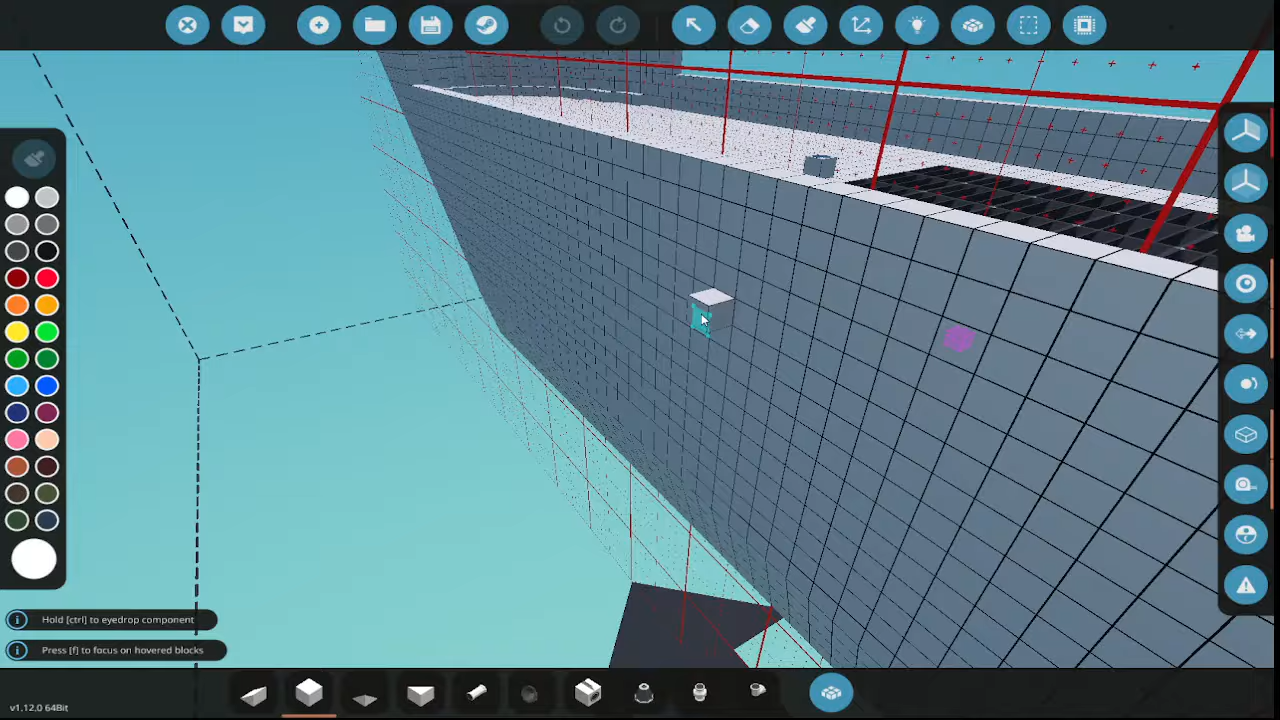 Hold [ctrl] to eyedrop component
Press [f] to focus on hovered blocks
v1.12.0 64Bit